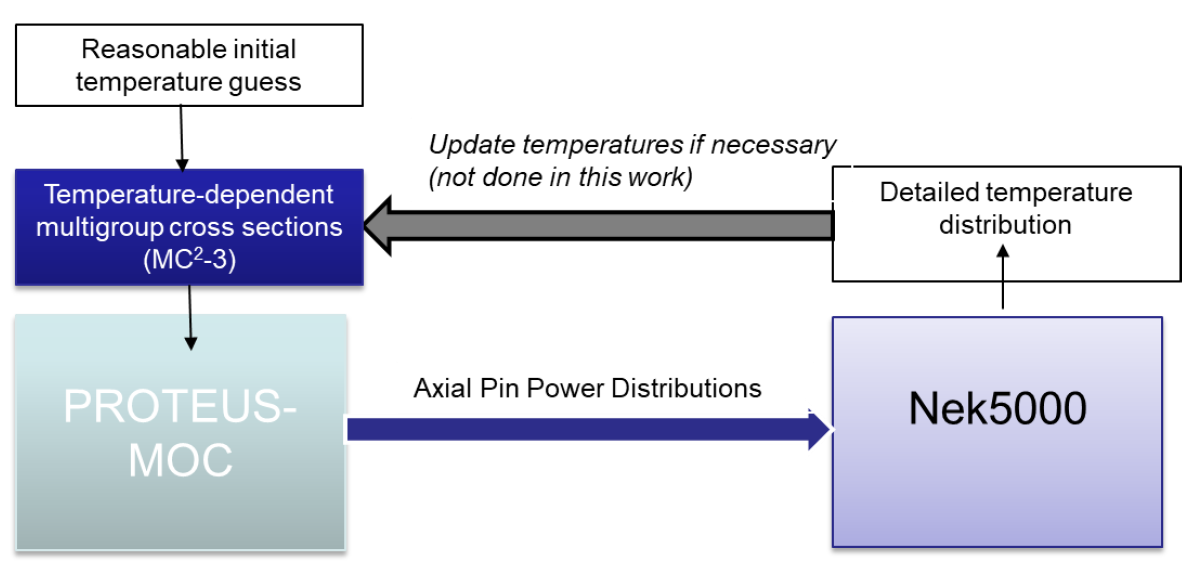 Reasonable initial
temperature guess
Update temperatures if necessary
(not done in this work)
Temperature-dependent
multigroup cross sections
(MC²-3)
Detailed temperature
distribution
PROTEUS-
MOC
Axial Pin Power Distributions
Nek5000